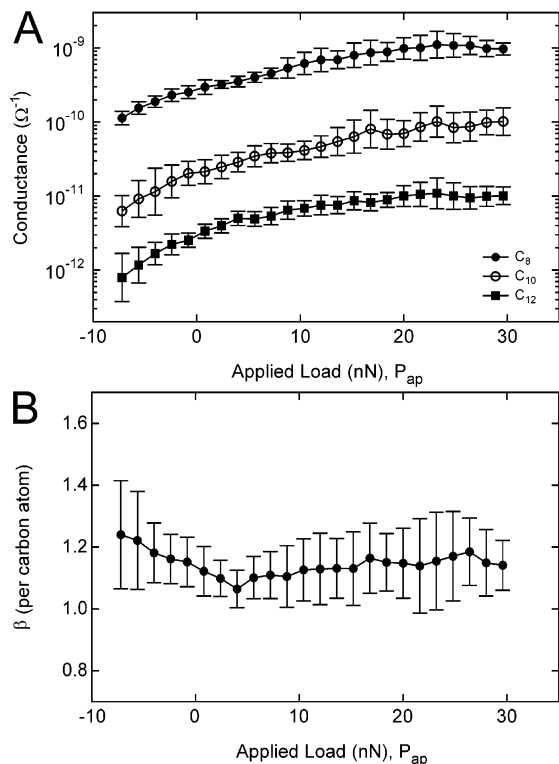 A
10⁻⁹
10⁻¹⁰
10⁻¹¹
10⁻¹²
Conductance (Ω⁻¹)
C₈
C₁₀
C₁₂
-10 0 10 20 30
Applied Load (nN), Pₐₚ
B
1.6
1.4
1.2
1.0
0.8
β (per carbon atom)
-10 0 10 20 30
Applied Load (nN), Pₐₚ